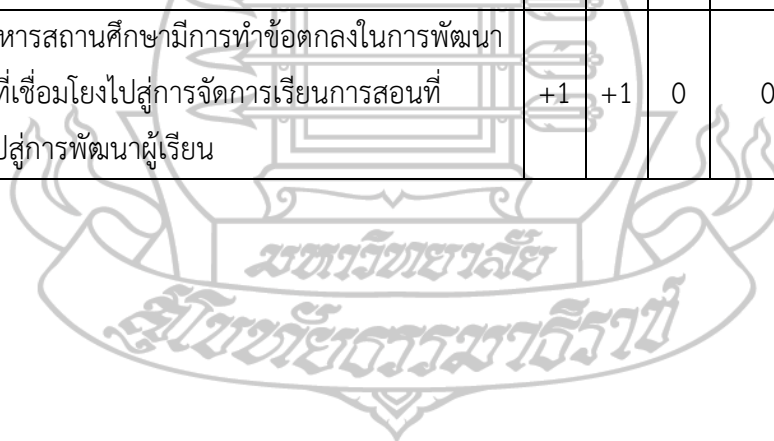 หารสถานศึกษามีการทำข้อตกลงในการพัฒนา
ที่เชื่อมโยงไปสู่การจัดการเรียนการสอนที่ +1 +1 0 0
ปสู่การพัฒนาผู้เรียน
มหาวิทยาลัย
สุโขทัยธรรมาธิราช